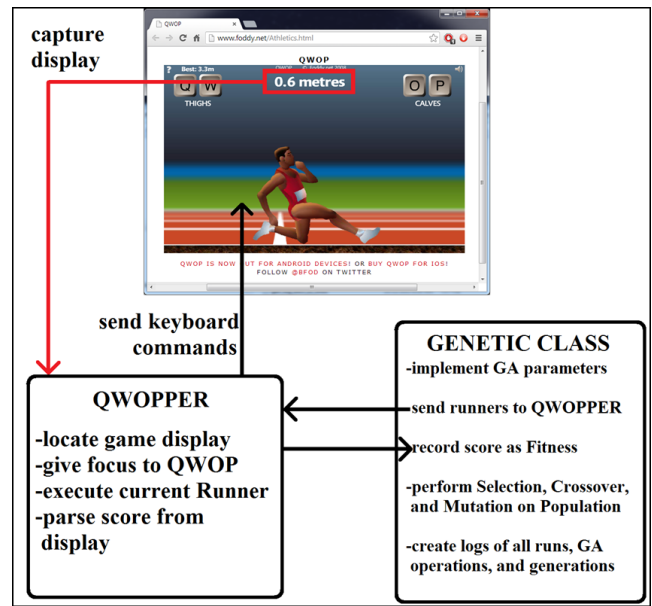 capture
display
QWOP
www.foddy.net/Athletics.html
QWOP
? Best: 3.3m
0.6 metres
Q W
O P
THIGHS
CALVES
QWOP IS NOW OUT FOR ANDROID DEVICES! OR BUY QWOP FOR IOS!
FOLLOW @BFOD ON TWITTER
send keyboard
commands
QWOPPER
-locate game display
-give focus to QWOP
-execute current Runner
-parse score from
display
GENETIC CLASS
-implement GA parameters
-send runners to QWOPPER
-record score as Fitness
-perform Selection, Crossover,
and Mutation on Population
-create logs of all runs, GA
operations, and generations